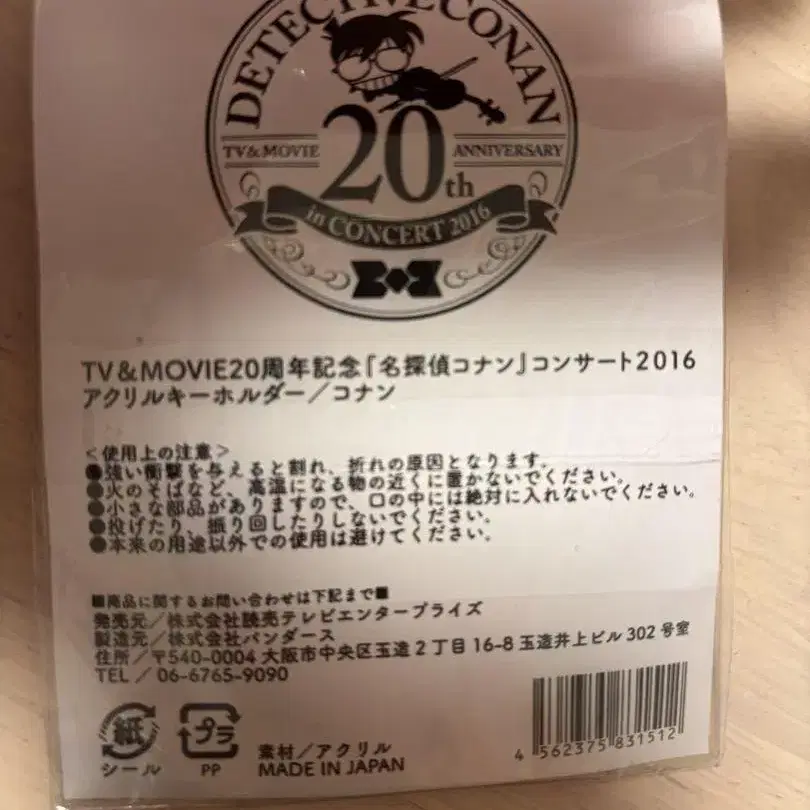 DETECTIVE CONAN
20th
TV&MOVIE
ANNIVERSARY
in CONCERT 2016
TV&MOVIE20周年記念『名探偵コナン』コンサート2016
アクリルキーホルダー／コナン
＜使用上の注意＞
●強い衝撃を与えると割れ、折れの原因となります。
●火のそばなど、高温になる物の近くに置かないでください。
●小さな部品がありますので、口の中には絶対に入れないでください。
●投げたり、振り回したりしないでください。
●本来の用途以外での使用は避けてください。
■商品に関するお問い合わせは下記まで■
発売元／株式会社読売テレビエンタープライズ
製造元／株式会社バンダース
住所／〒540-0004 大阪市中央区玉造2丁目16-8 玉造井上ビル302号室
TEL／06-6765-9090
紙
シール
プラ
PP
素材／アクリル
MADE IN JAPAN
4 562375 831512